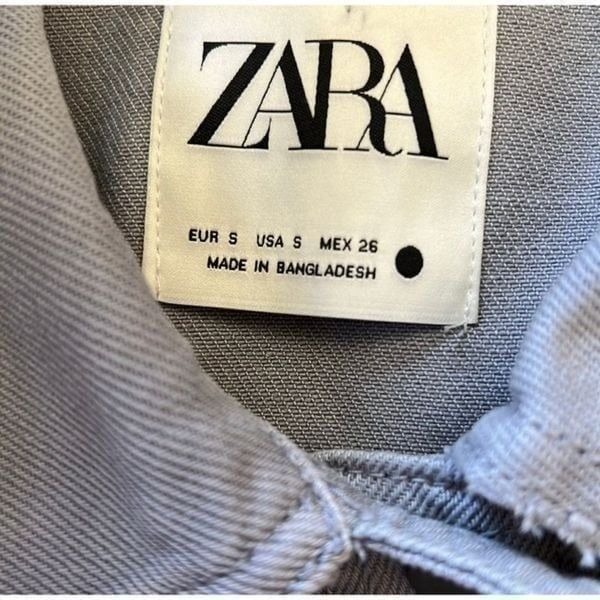 ZARA
EUR S USA S MEX 26
MADE IN BANGLADESH